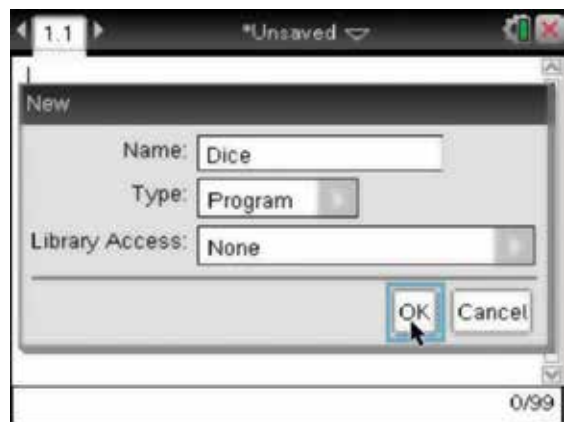 1.1 *Unsaved
New
Name: Dice
Type: Program
Library Access: None
OK Cancel
0/99